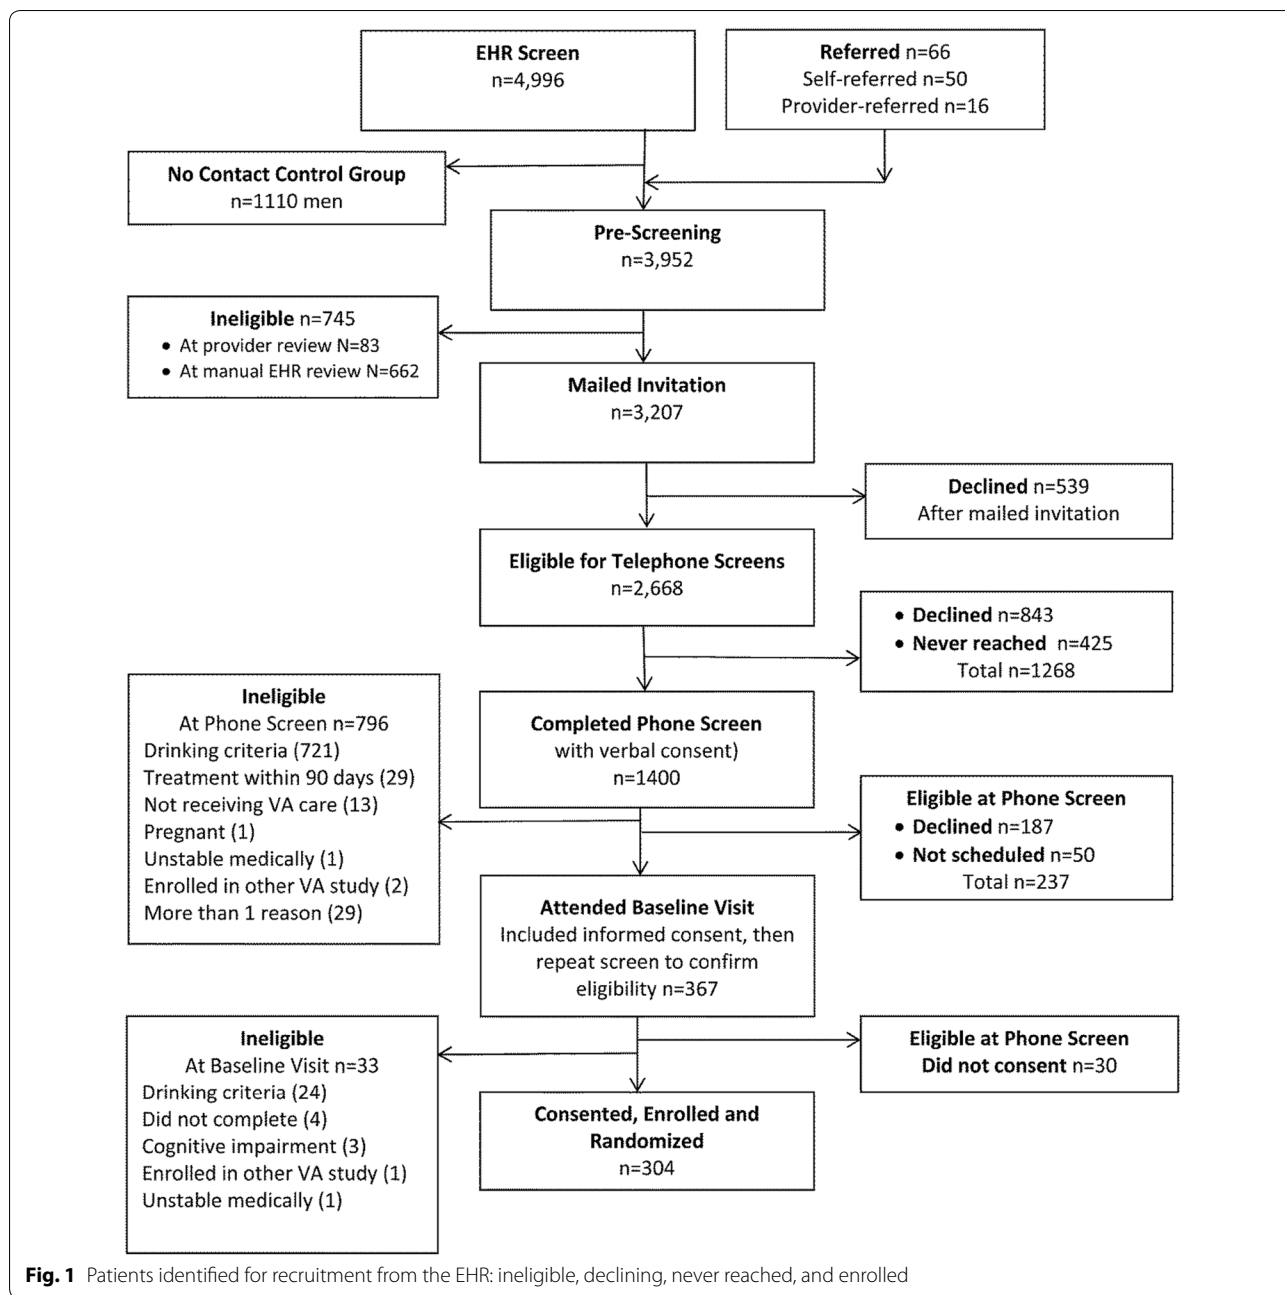 EHR Screen
n=4,996
Referred n=66
Self-referred n=50
Provider-referred n=16
No Contact Control Group
n=1110 men
Pre-Screening
n=3,952
Ineligible n=745
• At provider review N=83
• At manual EHR review N=662
Mailed Invitation
n=3,207
Declined n=539
After mailed invitation
Eligible for Telephone Screens
n=2,668
• Declined n=843
• Never reached n=425
Total n=1268
Ineligible
At Phone Screen n=796
Drinking criteria (721)
Treatment within 90 days (29)
Not receiving VA care (13)
Pregnant (1)
Unstable medically (1)
Enrolled in other VA study (2)
More than 1 reason (29)
Completed Phone Screen
with verbal consent)
n=1400
Eligible at Phone Screen
• Declined n=187
• Not scheduled n=50
Total n=237
Attended Baseline Visit
Included informed consent, then
repeat screen to confirm
eligibility n=367
Ineligible
At Baseline Visit n=33
Drinking criteria (24)
Did not complete (4)
Cognitive impairment (3)
Enrolled in other VA study (1)
Unstable medically (1)
Eligible at Phone Screen
Did not consent n=30
Consented, Enrolled and
Randomized
n=304
Fig. 1 Patients identified for recruitment from the EHR: ineligible, declining, never reached, and enrolled